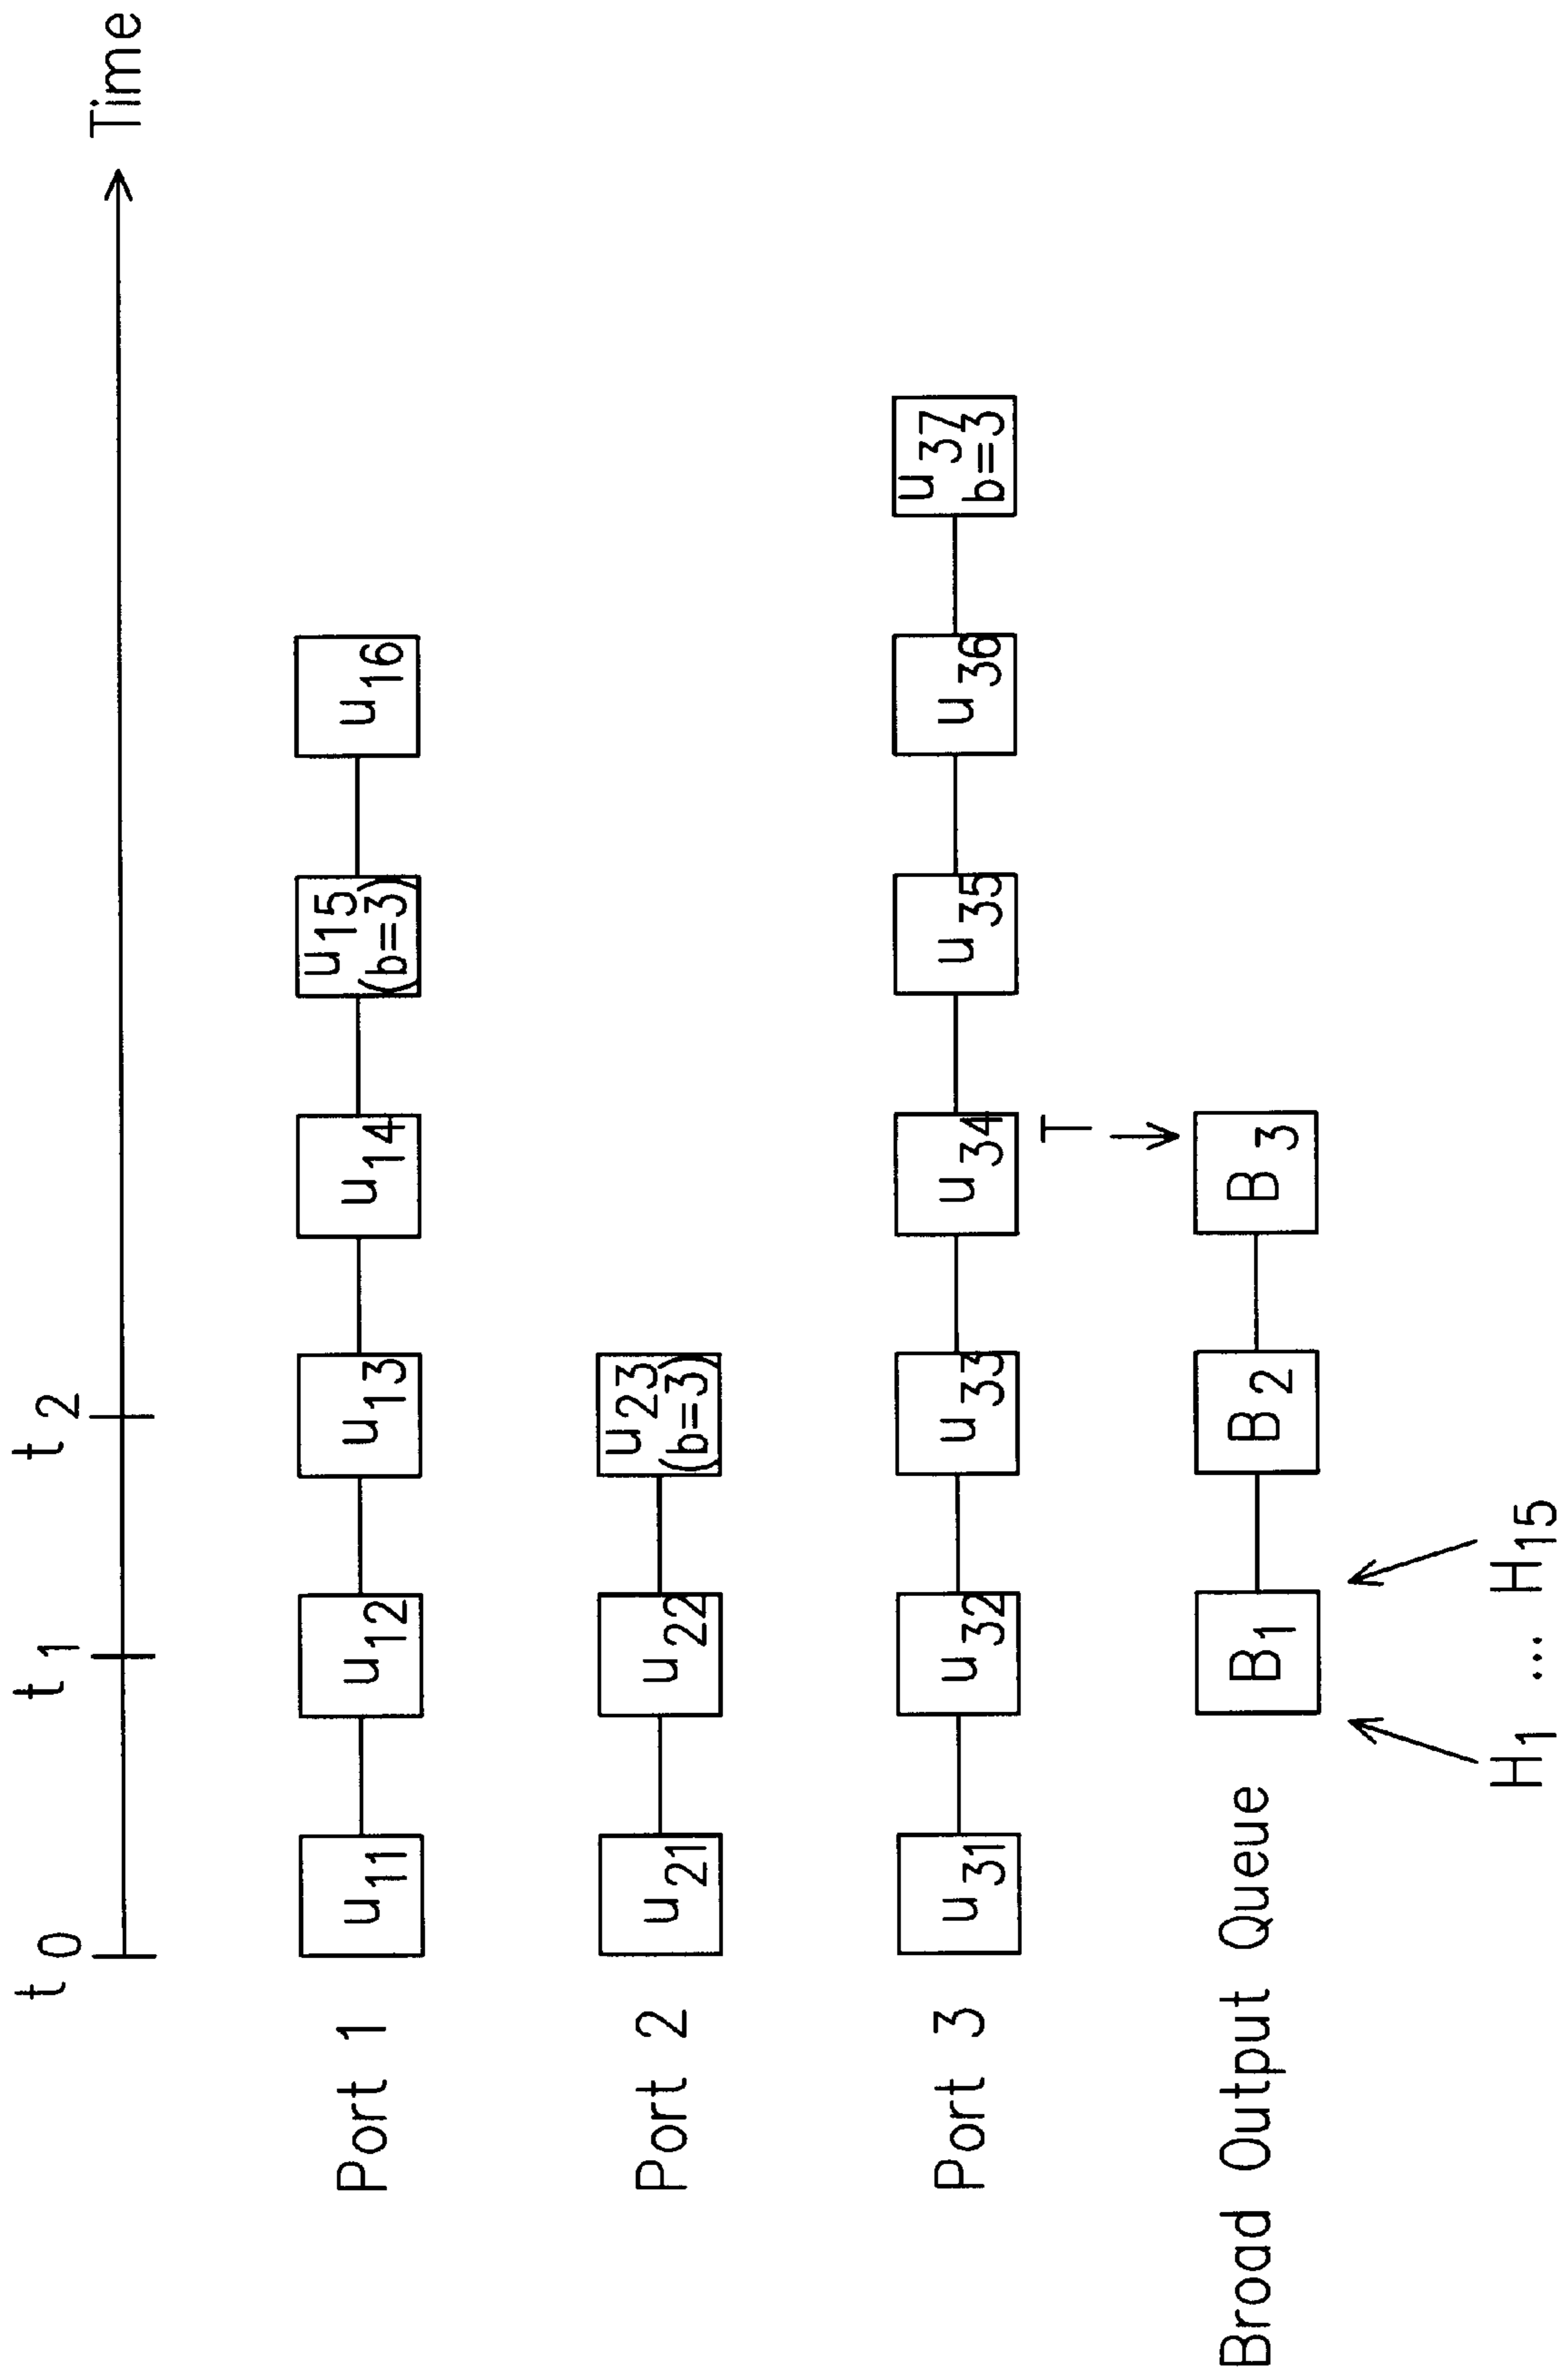 t0 t1 t2 Time
Port 1 u11 u12 u13 u14 u15 u16
(b=3)
Port 2 u21 u22 u23
(b=3)
Port 3 u31 u32 u33 u34 u35 u36 u37
b=3
T
Broad Output Queue B1 B2 B3
H1 ... H15